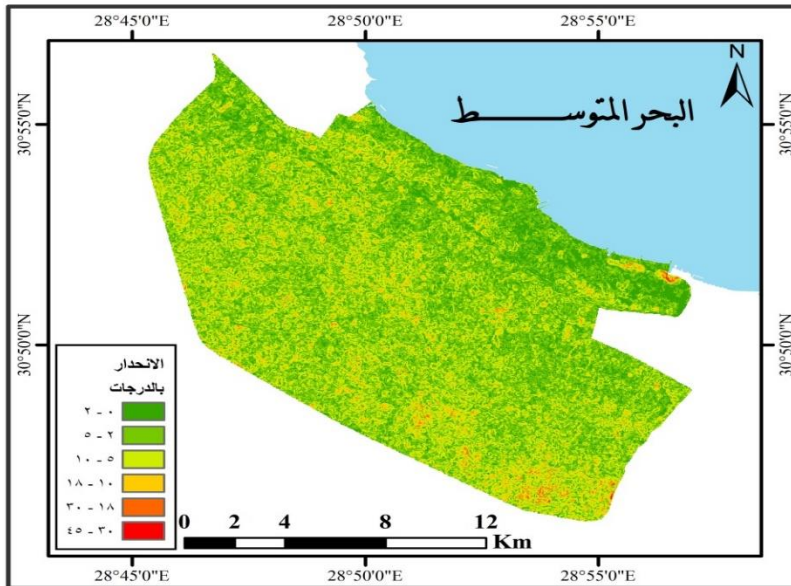 28°45'0"E 28°50'0"E 28°55'0"E
N
30°55'0"N 30°55'0"N
البحر المتوســـــــــط
30°50'0"N 30°50'0"N
الانحدار
بالدرجات
٠ - ٢
٢ - ٥
٥ - ١٠
١٠ - ١٨
١٨ - ٣٠
٣٠ - ٤٥
0 2 4 8 12
Km
28°45'0"E 28°50'0"E 28°55'0"E